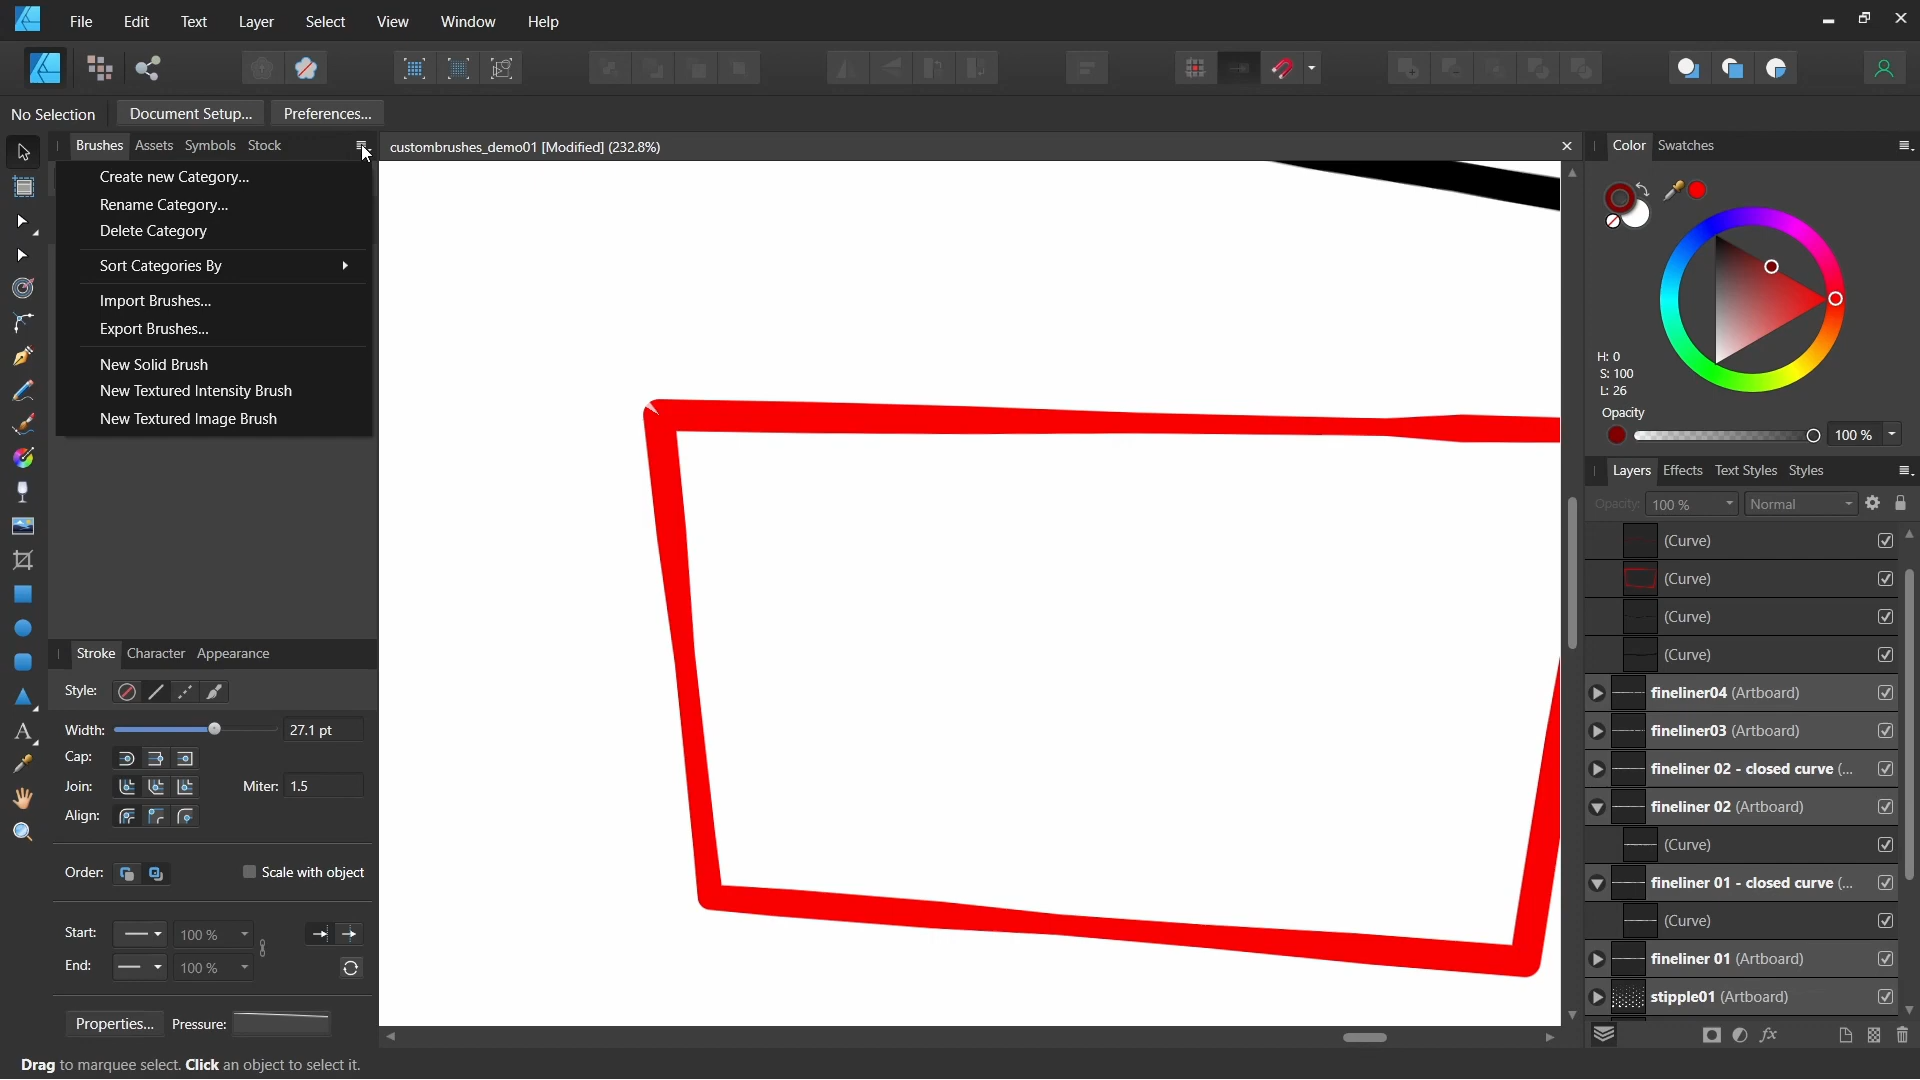 File Edit Text Layer Select View Window Help
No Selection Document Setup... Preferences...
Brushes Assets Symbols Stock
custombrushes_demo01 [Modified] (232.8%)
Create new Category...
Rename Category...
Delete Category
Sort Categories By
Import Brushes...
Export Brushes...
New Solid Brush
New Textured Intensity Brush
New Textured Image Brush
Stroke Character Appearance
Style:
Width: 27.1 pt
Cap:
Join: Miter: 1.5
Align:
Order: Scale with object
Start: 100 %
End: 100 %
Properties... Pressure:
Drag to marquee select. Click an object to select it.
Color Swatches
H: 0
S: 100
L: 26
Opacity
100 %
Layers Effects Text Styles Styles
Opacity: 100 % Normal
(Curve)
(Curve)
(Curve)
(Curve)
fineliner04 (Artboard)
fineliner03 (Artboard)
fineliner 02 - closed curve (...
fineliner 02 (Artboard)
(Curve)
fineliner 01 - closed curve (...
(Curve)
fineliner 01 (Artboard)
stipple01 (Artboard)
fx